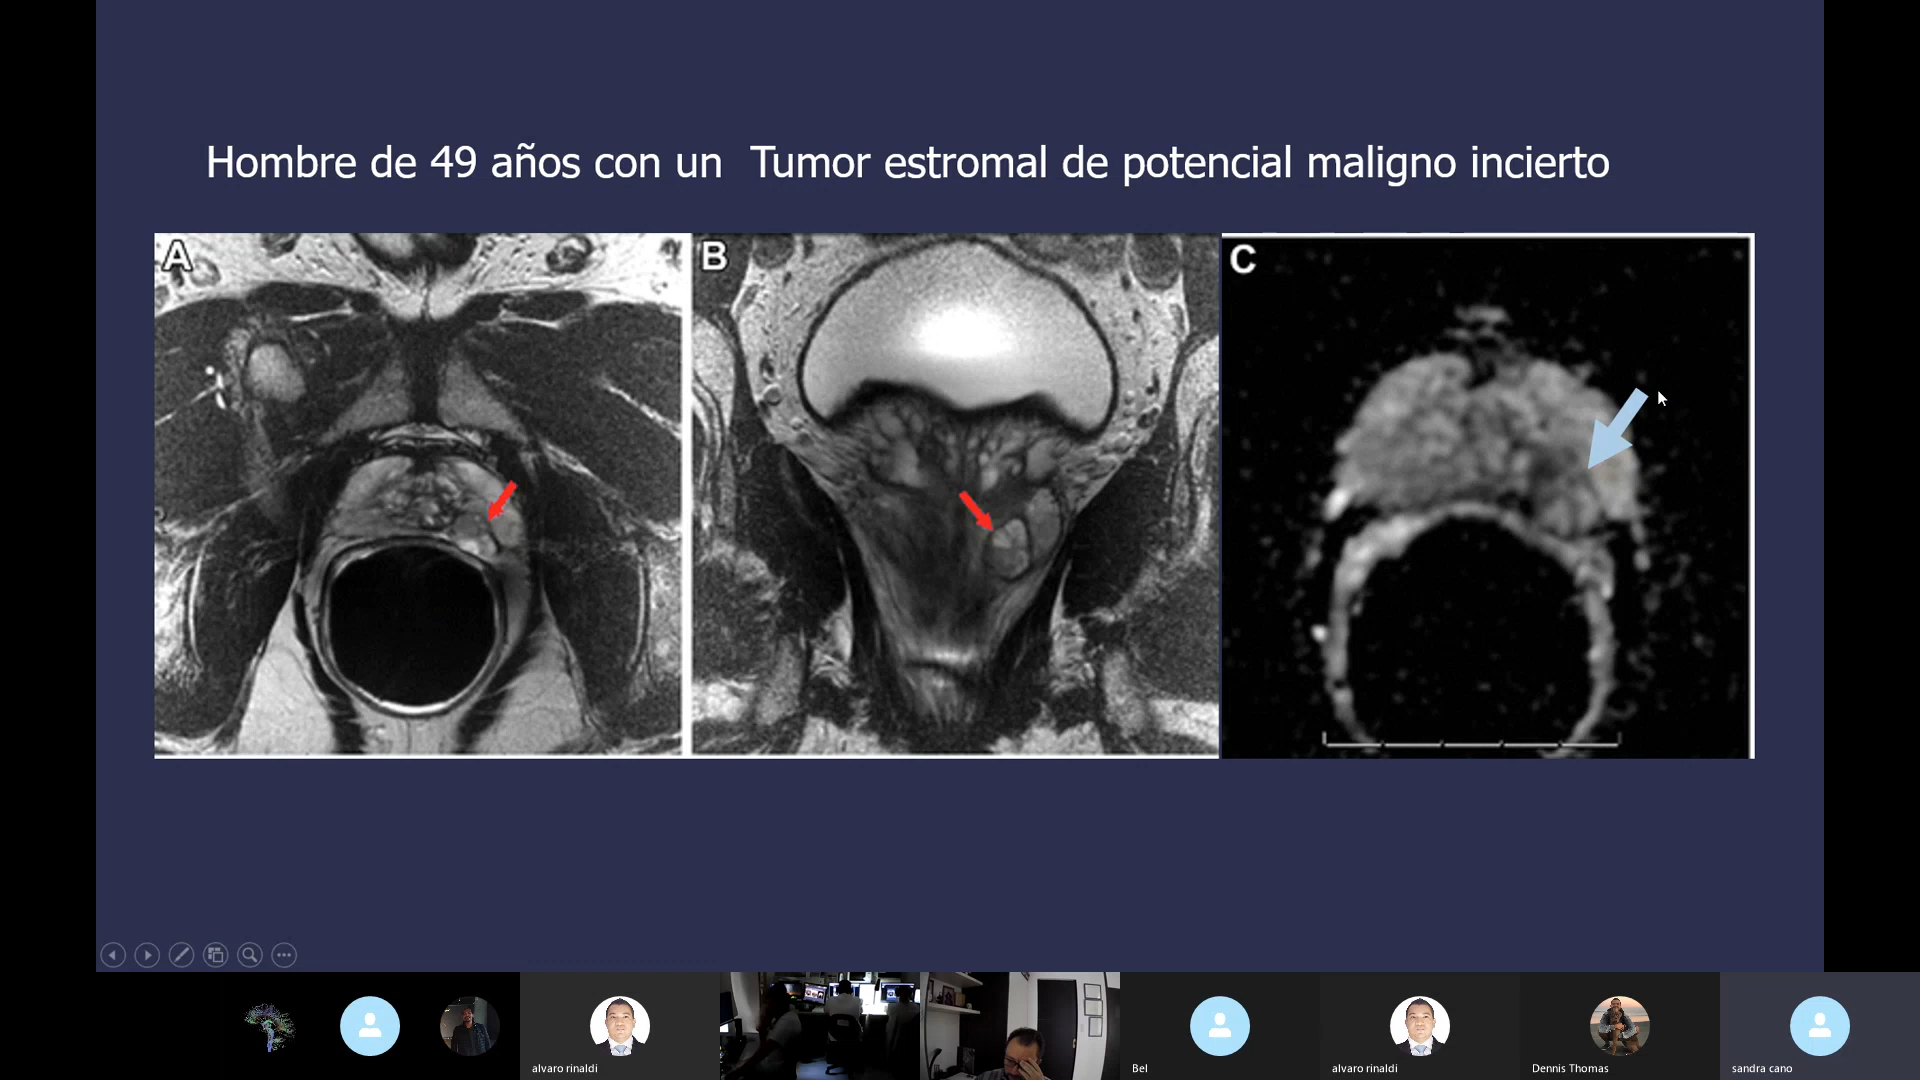 Hombre de 49 años con un  Tumor estromal de potencial maligno incierto
A
B
C
alvaro rinaldi
Bel
alvaro rinaldi
Dennis Thomas
sandra cano